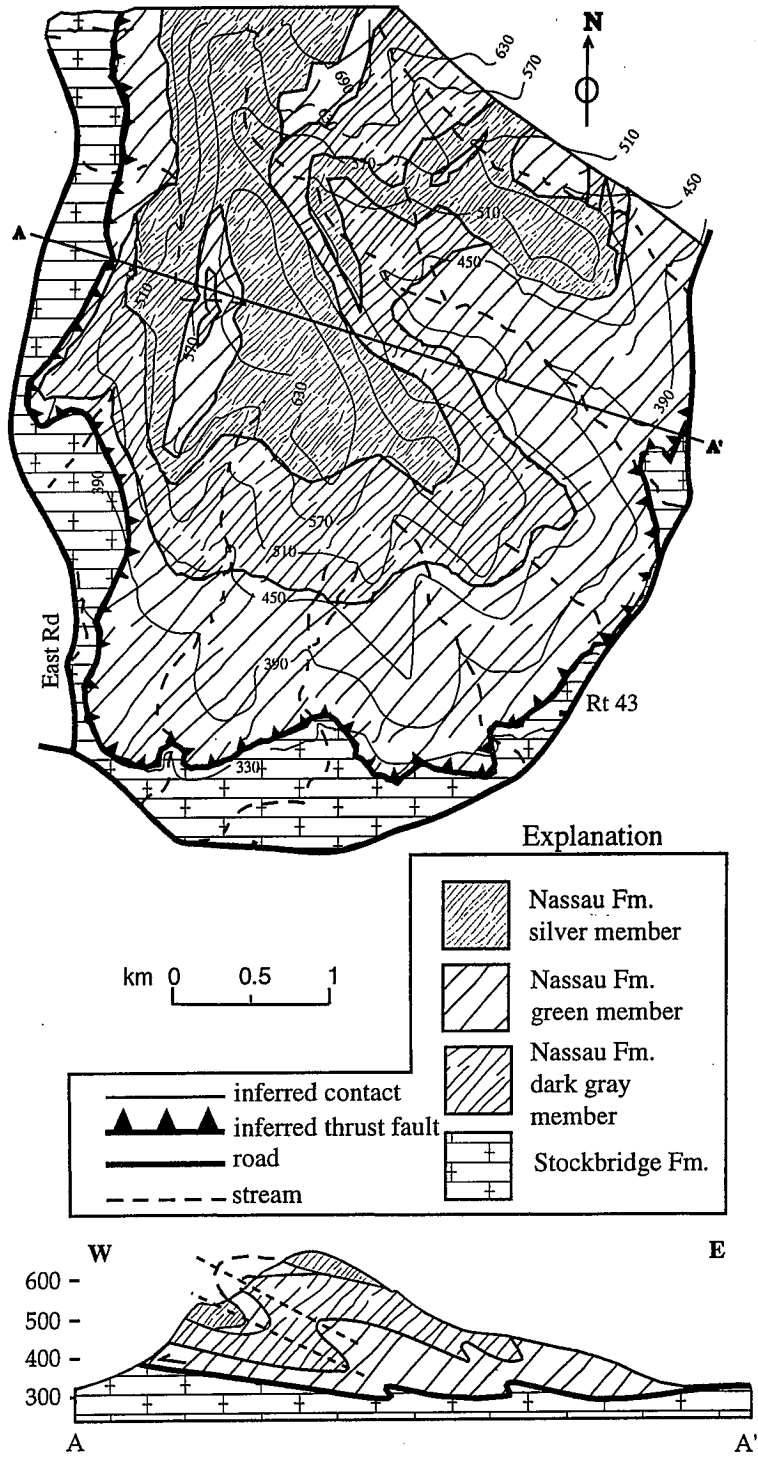 N
630
570
690
510
450
510
510
450
A
510
570
630
390
A'
390
570
510
450
East Rd
390
Rt 43
330
Explanation
Nassau Fm.
silver member
km 0 0.5 1
Nassau Fm.
green member
Nassau Fm.
dark gray
member
inferred contact
inferred thrust fault
road
Stockbridge Fm.
stream
W
E
600
500
400
300
A
A'